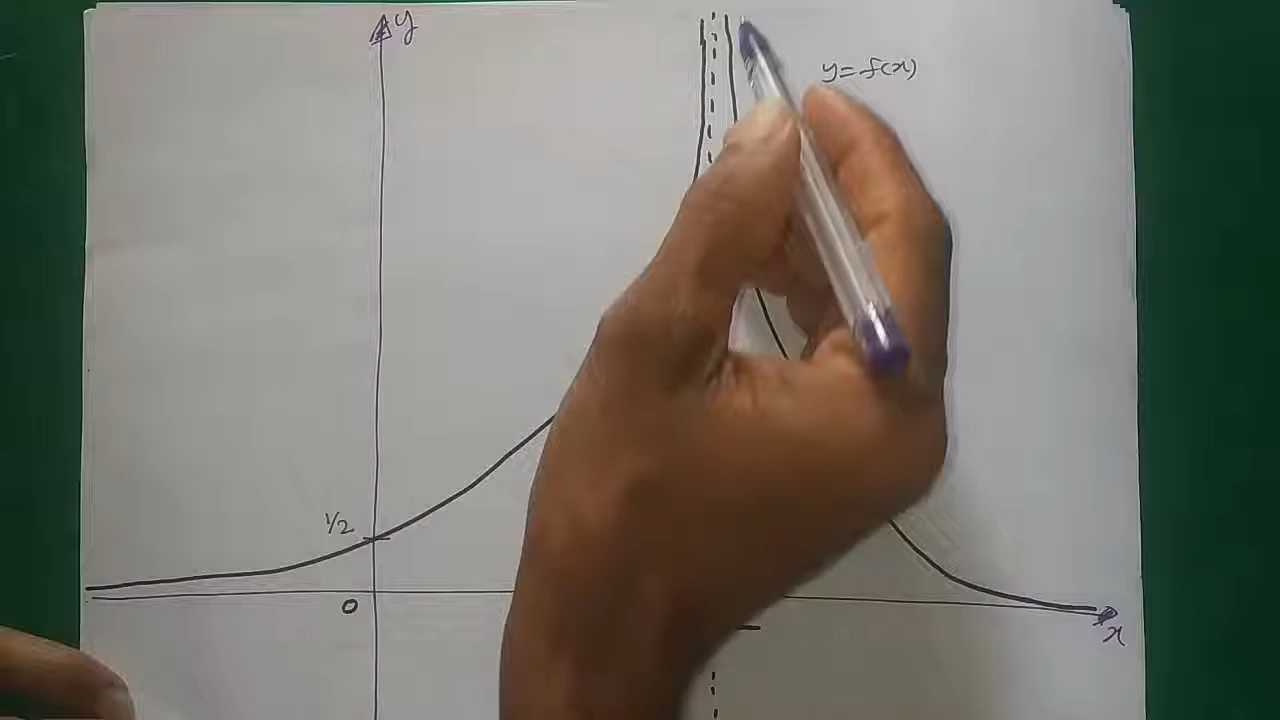 y
y = f(x)
1/2
0
x